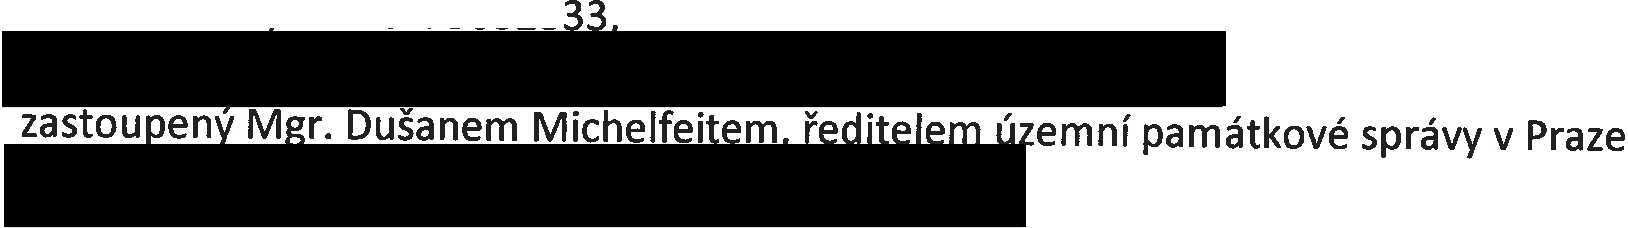 33,
zastoupený Mgr. Dušanem Michelfeitem, ředitelem územní památkové správy v Praze